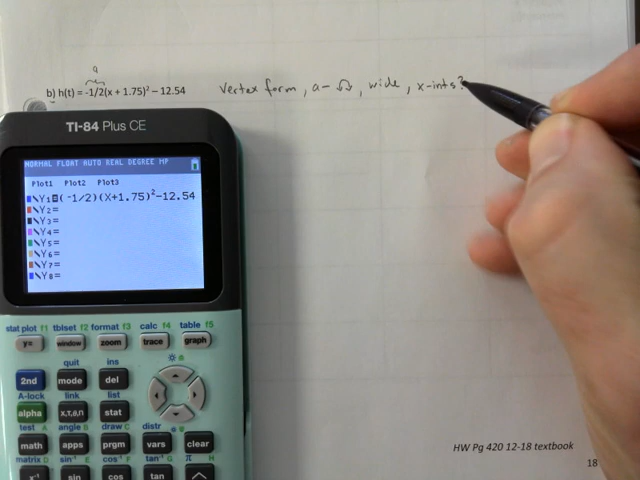 a
b) h(t) = -1/2(x + 1.75)² – 12.54 Vertex form, a- , wide, x-ints?
TI-84 Plus CE
NORMAL FLOAT AUTO REAL DEGREE MP
Plot1 Plot2 Plot3
\Y1=(-1/2)(X+1.75)²-12.54
\Y2=
\Y3=
\Y4=
\Y5=
\Y6=
\Y7=
\Y8=
stat plot f1 tblset f2 format f3 calc f4 table f5
y= window zoom trace graph
quit ins
2nd mode del
A-lock link list
alpha X,T,θ,n stat
test A angle B draw C distr
math apps prgm vars clear
matrix D sin⁻¹ E cos⁻¹ F tan⁻¹ G π H
x⁻¹ sin cos tan ^
HW Pg 420 12-18 textbook
18